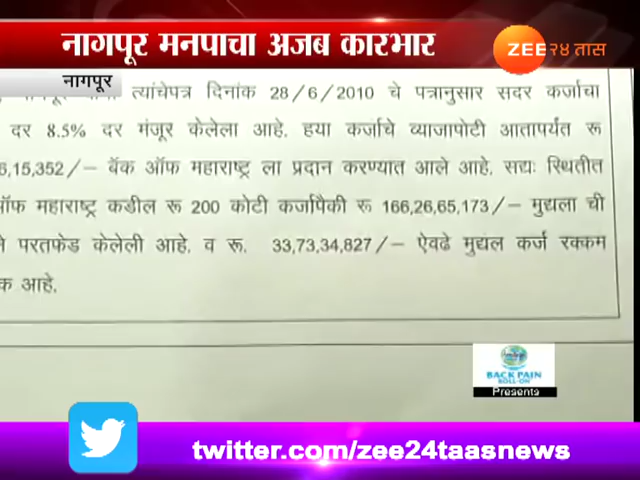 नागपूर मनपाचा अजब कारभार
ZEE २४ तास
नागपूर
त्यांचेपत्र दिनांक 28/6/2010 चे पत्रानुसार सदर कर्जाचा
दर 8.5% दर मंजूर केलेला आहे. हया कर्जाचे व्याजापोटी आतापर्यंत रू
6,15,352/- बॅक ऑफ महाराष्ट्र ला प्रदान करण्यात आले आहे. सद्यः स्थितीत
ऑफ महाराष्ट्र कडील रू 200 कोटी कर्जापैकी रू 166,26,65,173/- मुद्यला ची
परतफेड केलेली आहे. व रू. 33,73,34,827/- ऐवढे मुद्यल कर्ज रक्कम
क आहे.
BACK PAIN
ROLL-ON
Presents
twitter.com/zee24taasnews